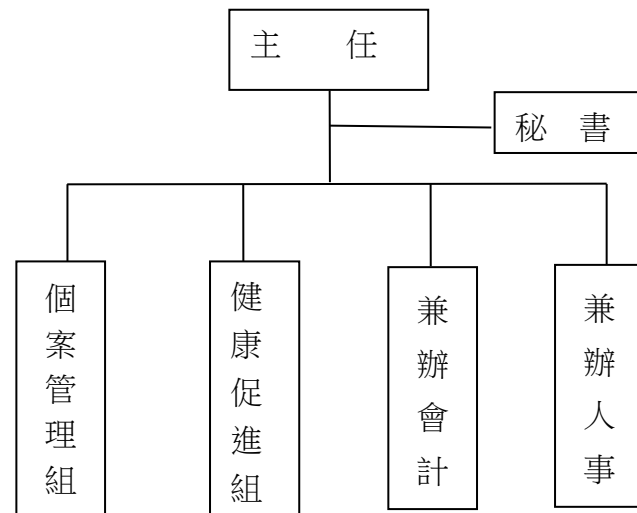 主 任
秘 書
個案管理組
健康促進組
兼辦會計
兼辦人事